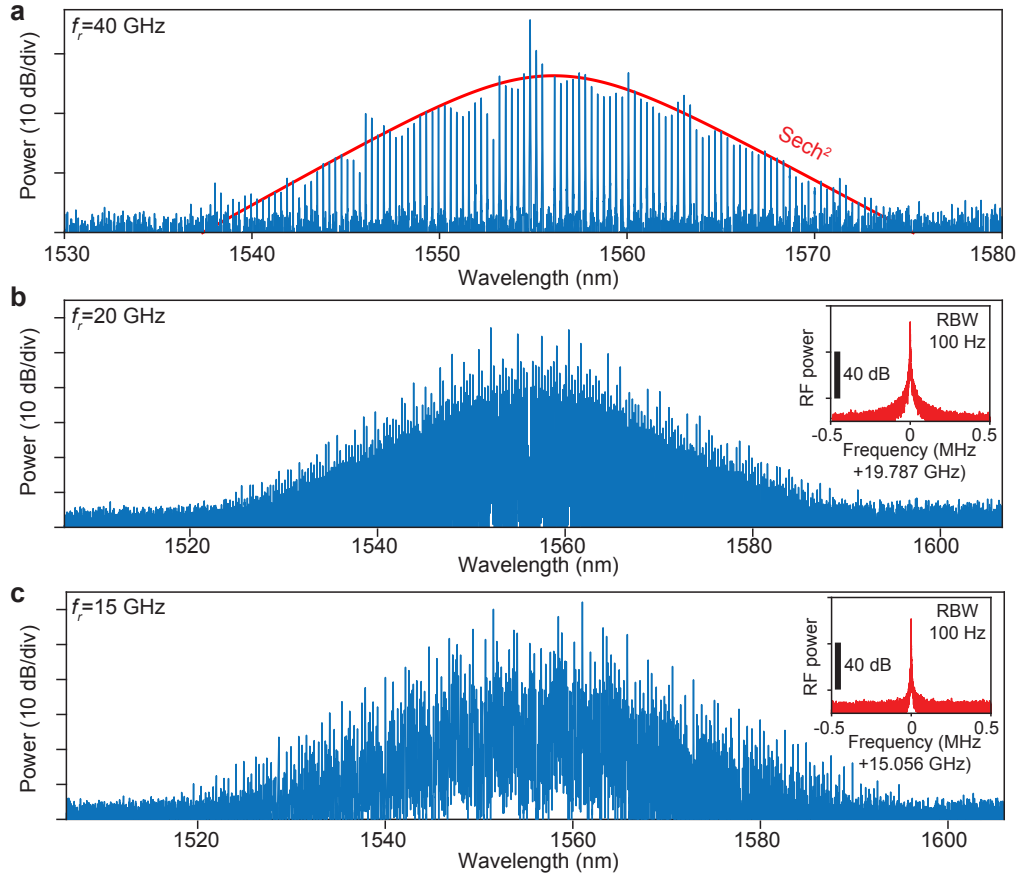 a
fr=40 GHz
Power (10 dB/div)
Sech²
1530
1540
1550
1560
1570
1580
Wavelength (nm)
b
fr=20 GHz
Power (10 dB/div)
1520
1540
1560
1580
1600
Wavelength (nm)
RBW
100 Hz
RF power
40 dB
-0.5
0
0.5
Frequency (MHz
+19.787 GHz)
c
fr=15 GHz
Power (10 dB/div)
1520
1540
1560
1580
1600
Wavelength (nm)
RBW
100 Hz
RF power
40 dB
-0.5
0
0.5
Frequency (MHz
+15.056 GHz)